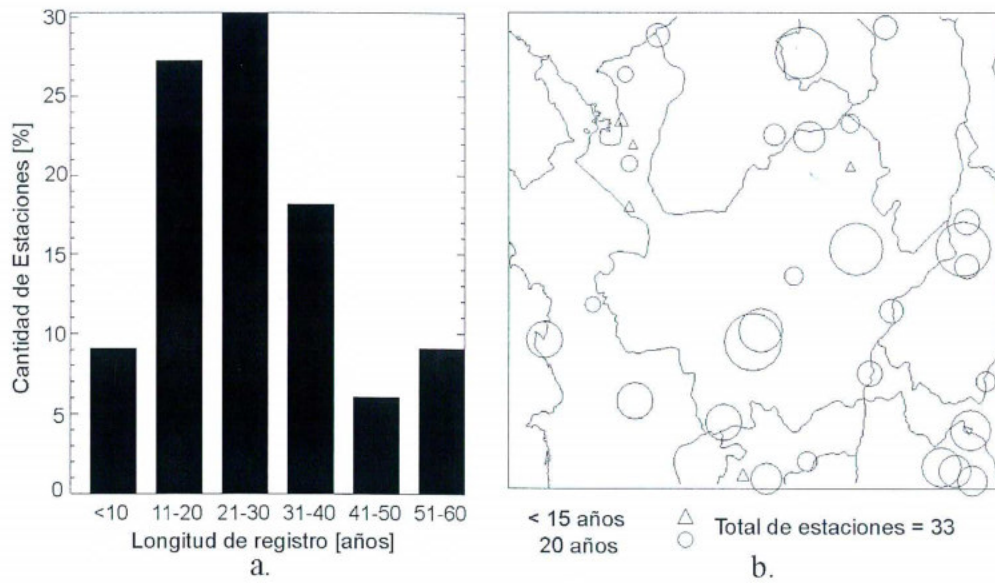 Cantidad de Estaciones [%]
30
25
20
15
10
5
0
<10 11-20 21-30 31-40 41-50 51-60
Longitud de registro [años]
a.
< 15 años
20 años
Total de estaciones = 33
b.